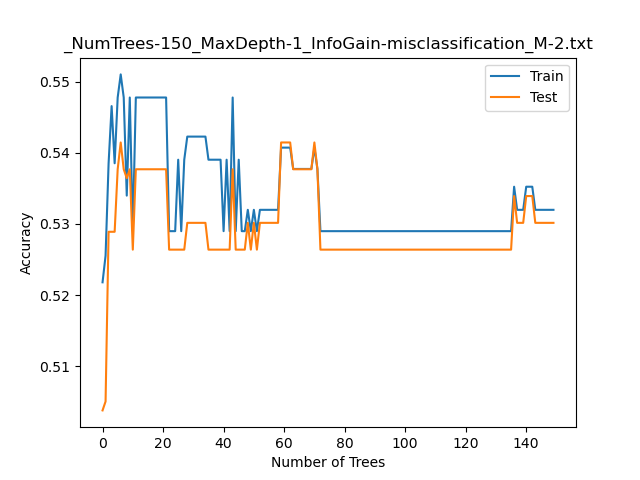 _NumTrees-150_MaxDepth-1_InfoGain-misclassification_M-2.txt
Train
Test
0.55
0.54
0.53
0.52
0.51
Accuracy
0 20 40 60 80 100 120 140
Number of Trees